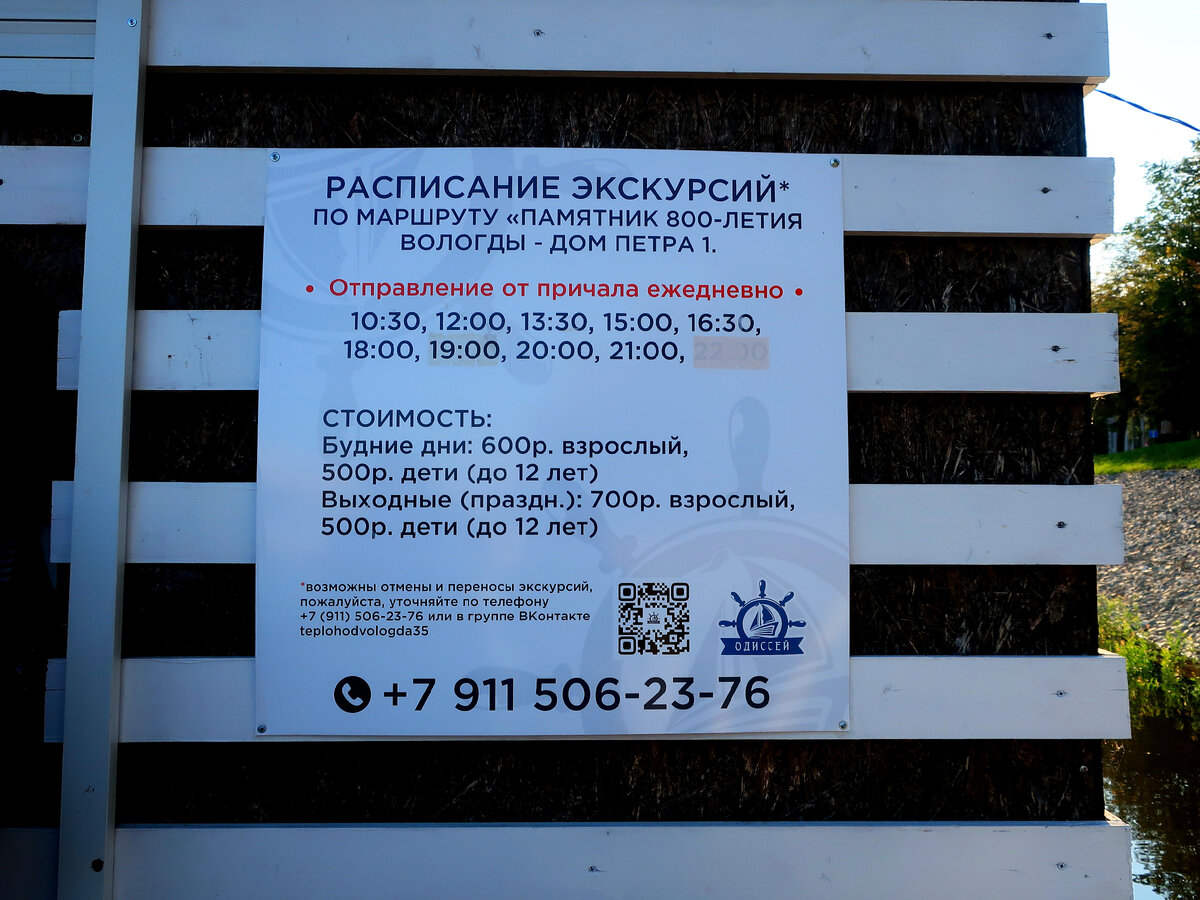 РАСПИСАНИЕ ЭКСКУРСИЙ*
ПО МАРШРУТУ «ПАМЯТНИК 800-ЛЕТИЯ
ВОЛОГДЫ - ДОМ ПЕТРА 1.
• Отправление от причала ежедневно •
10:30, 12:00, 13:30, 15:00, 16:30,
18:00, 19:00, 20:00, 21:00, 22:00
СТОИМОСТЬ:
Будние дни: 600р. взрослый,
500р. дети (до 12 лет)
Выходные (праздн.): 700р. взрослый,
500р. дети (до 12 лет)
*возможны отмены и переносы экскурсий,
пожалуйста, уточняйте по телефону
+7 (911) 506-23-76 или в группе ВКонтакте
teplohodvologda35
ОДИССЕЙ
+7 911 506-23-76